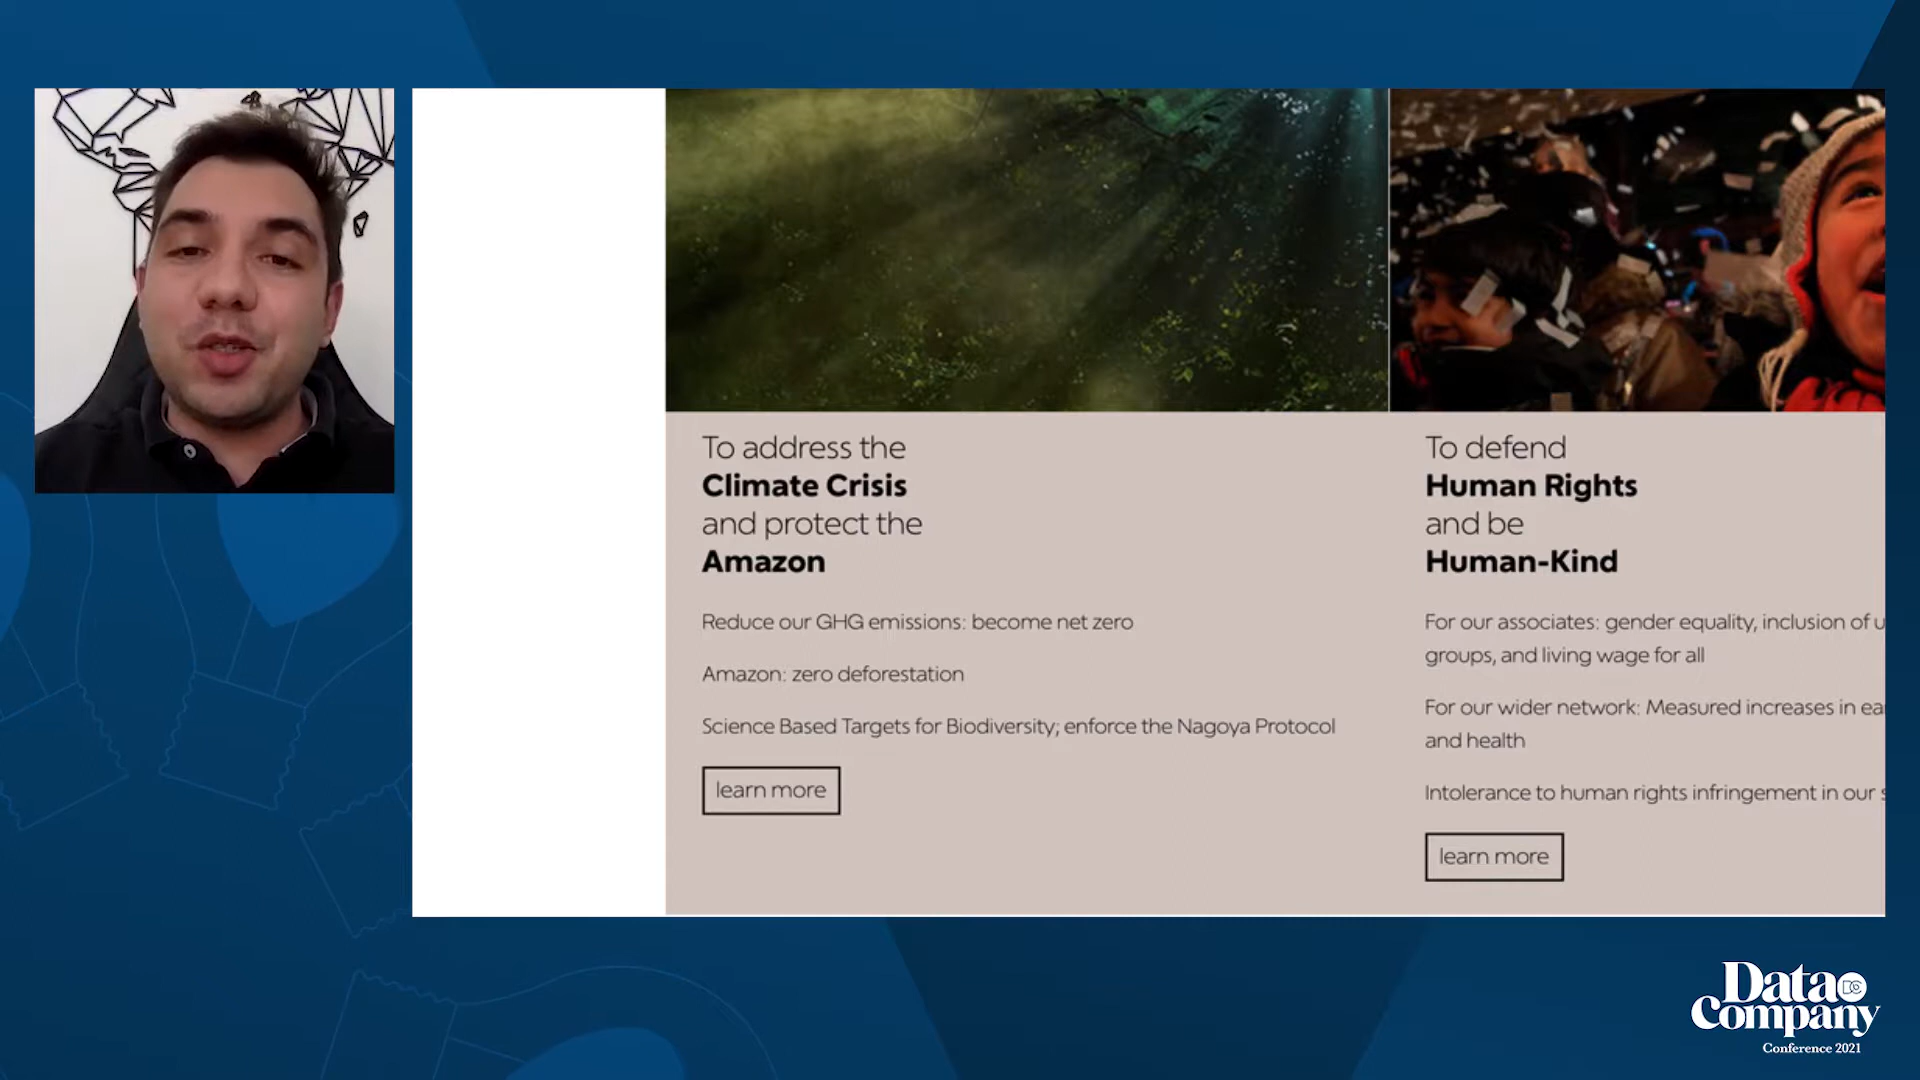 To address the
Climate Crisis
and protect the
Amazon
Reduce our GHG emissions: become net zero
Amazon: zero deforestation
Science Based Targets for Biodiversity; enforce the Nagoya Protocol
learn more
To defend
Human Rights
and be
Human-Kind
For our associates: gender equality, inclusion of
groups, and living wage for all
For our wider network: Measured increases in
and health
Intolerance to human rights infringement in our
learn more
Data
DC
Company
Conference 2021